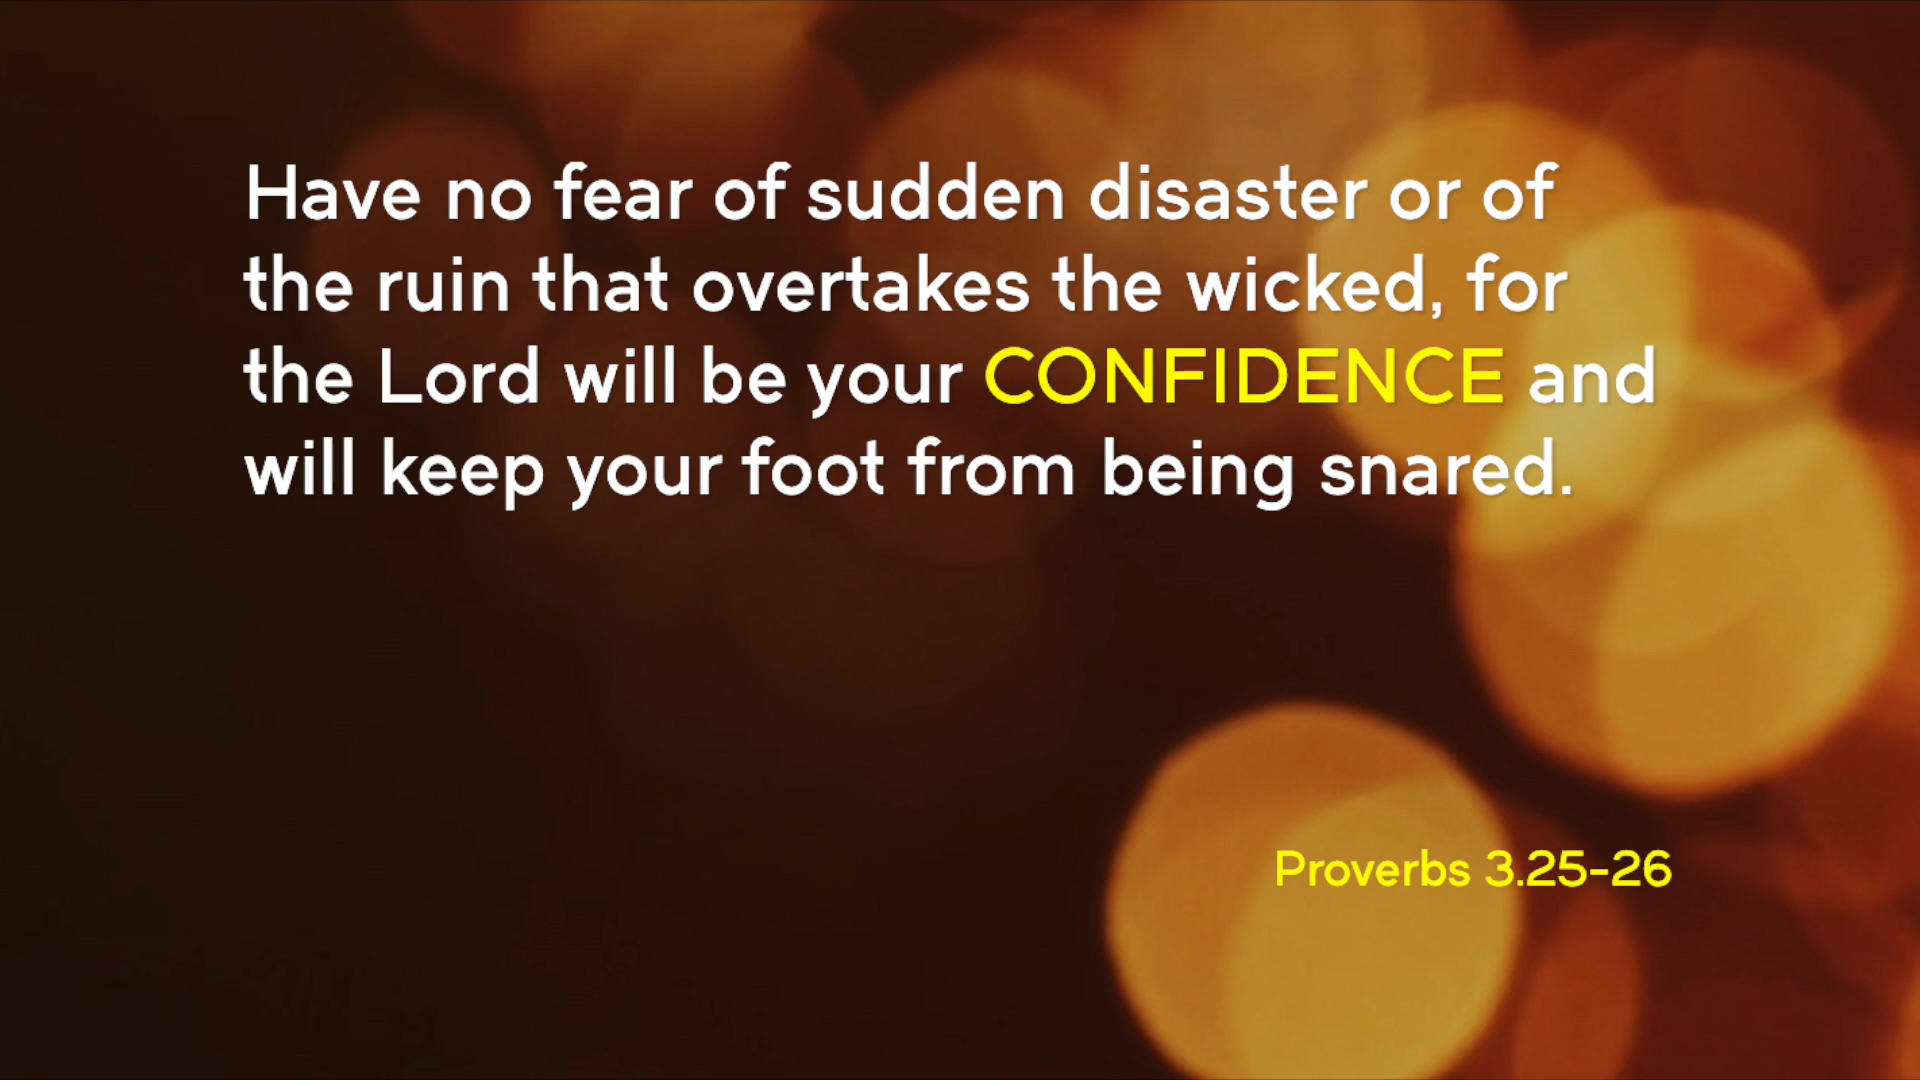 Have no fear of sudden disaster or of
the ruin that overtakes the wicked, for
the Lord will be your CONFIDENCE and
will keep your foot from being snared.
Proverbs 3.25-26